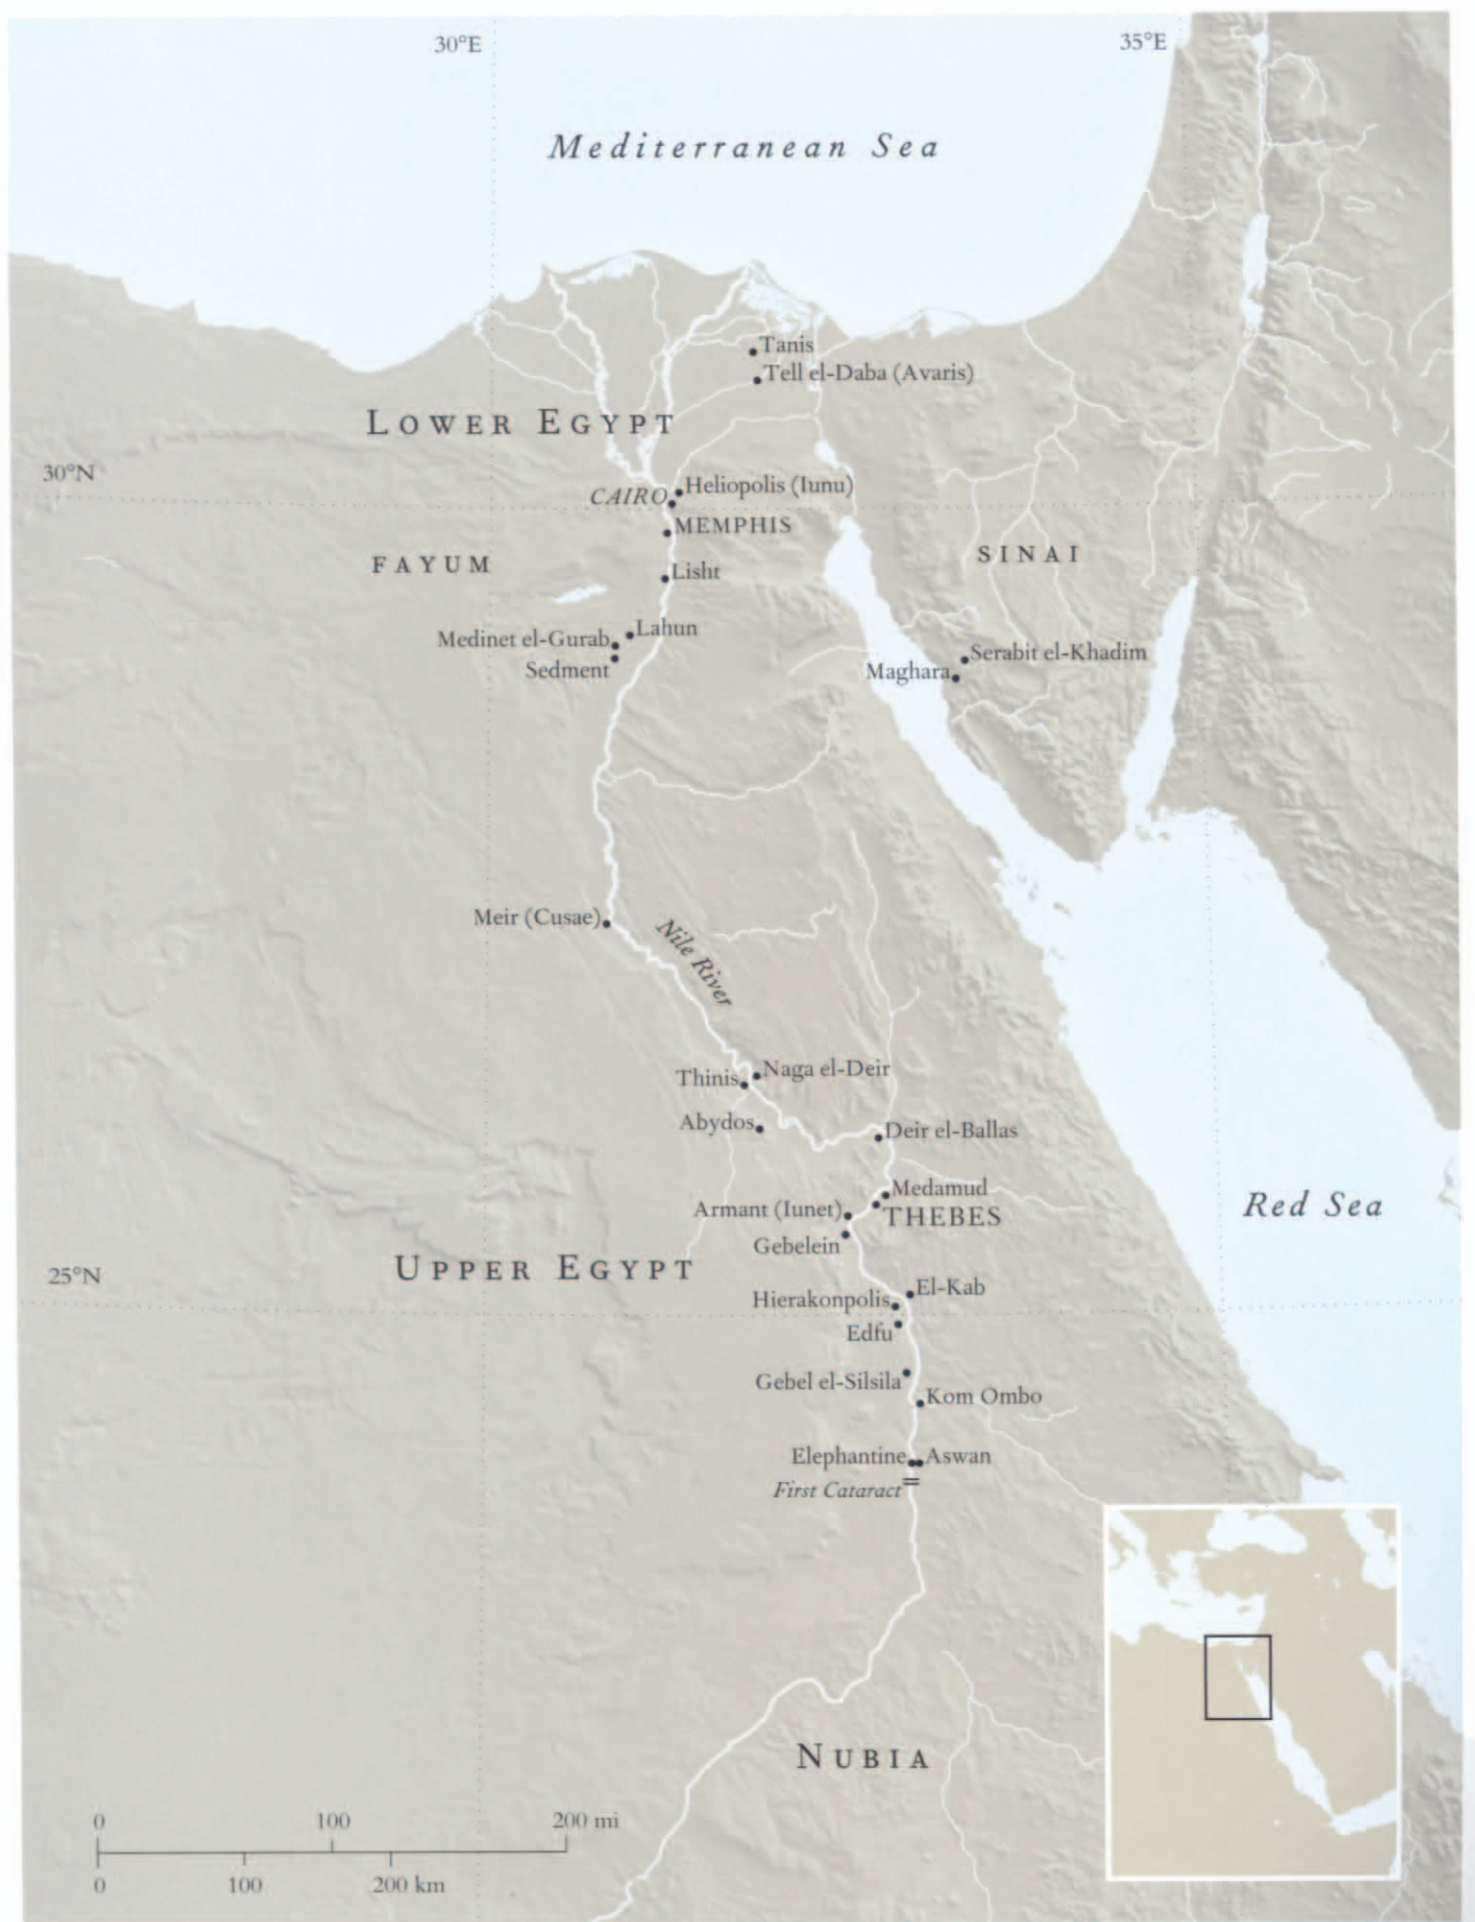 30°E
35°E
Mediterranean Sea
Tanis
Tell el-Daba (Avaris)
LOWER EGYPT
30°N
Heliopolis (Iunu)
CAIRO
MEMPHIS
FAYUM
SINAI
Lisht
Lahun
Medinet el-Gurab
Sedment
Serabit el-Khadim
Maghara
Meir (Cusae)
Nile River
Naga el-Deir
Thinis
Abydos
Deir el-Ballas
Medamud
Armant (Iunet)
THEBES
Red Sea
Gebelein
UPPER EGYPT
25°N
El-Kab
Hierakonpolis
Edfu
Gebel el-Silsila
Kom Ombo
Elephantine
Aswan
First Cataract
NUBIA
0 100 200 mi
0 100 200 km